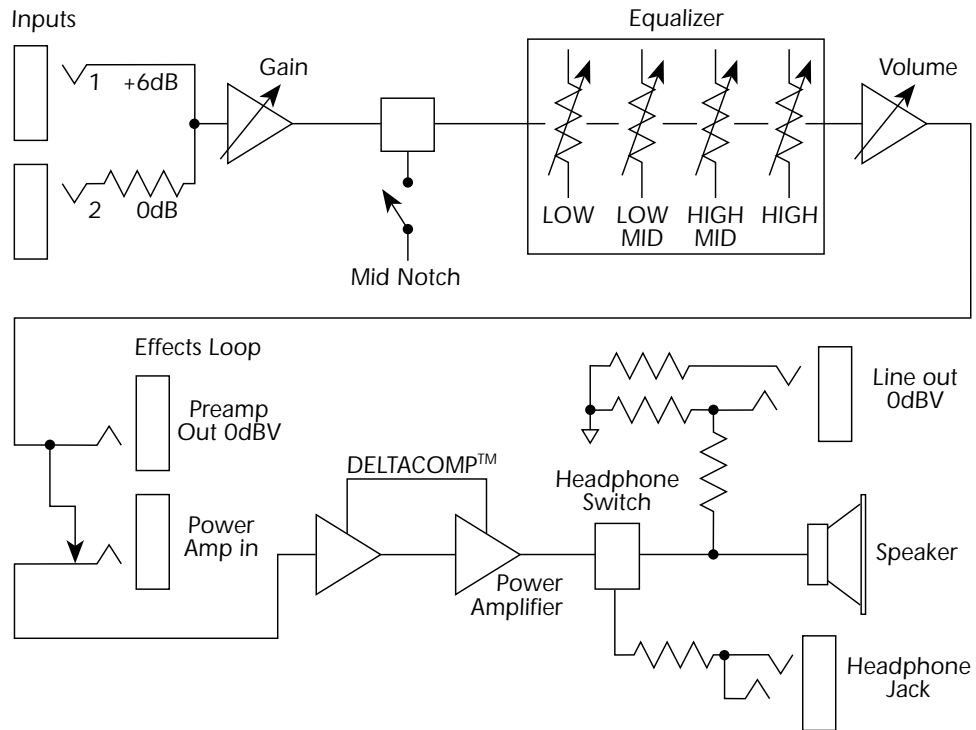 Inputs
Equalizer
1 +6dB
Gain
Volume
2 0dB
LOW
LOW
MID
HIGH
MID
HIGH
Mid Notch
Effects Loop
Preamp
Out 0dBV
Line out
0dBV
DELTACOMP™
Headphone
Switch
Power
Amp in
Power
Amplifier
Speaker
Headphone
Jack